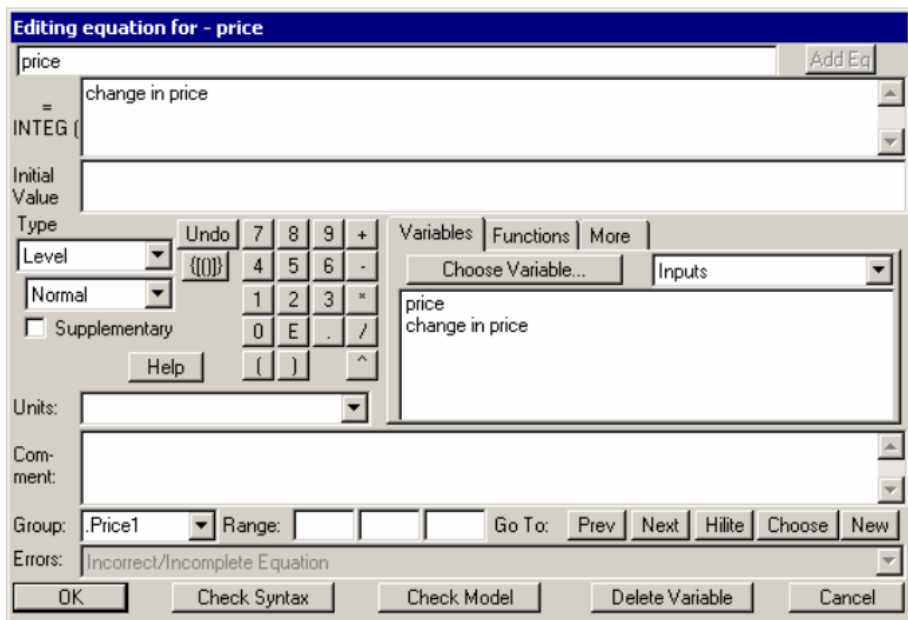 Editing equation for - price
price
Add Eq
=
INTEG (
change in price
Initial
Value
Type
Level
Normal
Supplementary
Help
Undo 7 8 9 +
{[()]} 4 5 6 -
1 2 3 *
0 E . /
( ) ^
Variables Functions More
Choose Variable... Inputs
price
change in price
Units:
Com-
ment:
Group: .Price1 Range: Go To: Prev Next Hilite Choose New
Errors: Incorrect/Incomplete Equation
OK Check Syntax Check Model Delete Variable Cancel